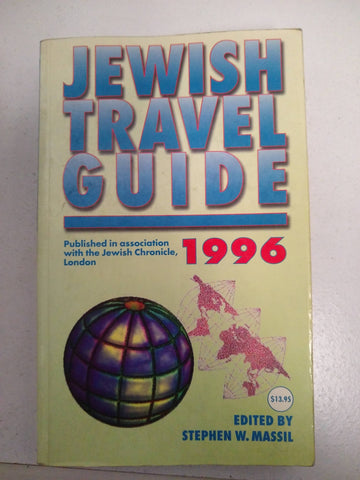 JEWISH
TRAVEL
GUIDE
Published in association
with the Jewish Chronicle,
London
1996
$13.95
EDITED BY
STEPHEN W. MASSIL